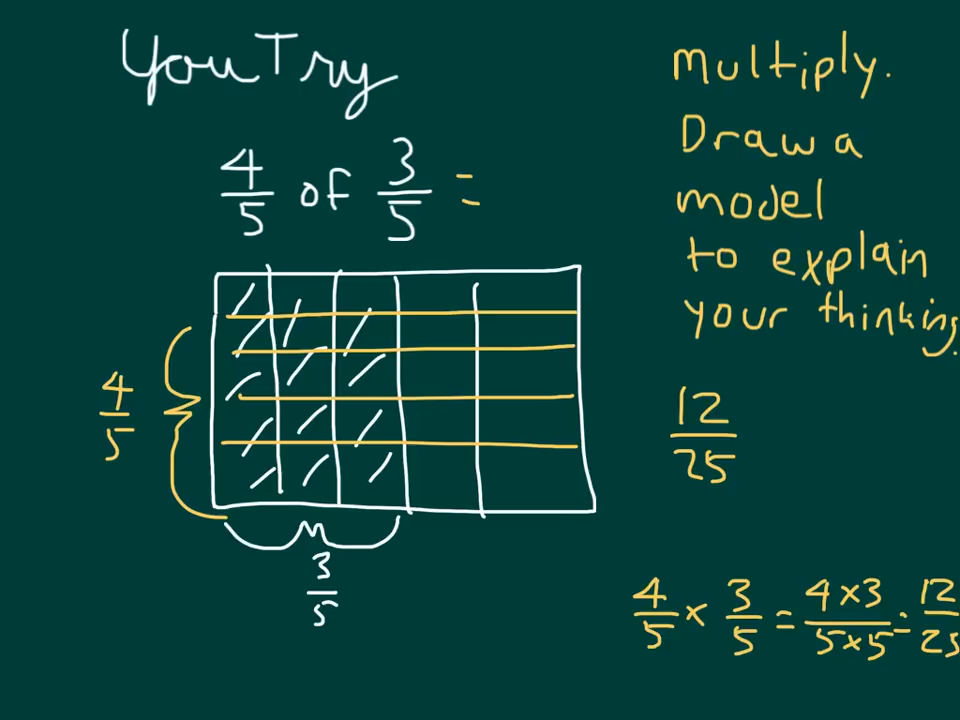 You Try
4/5 of 3/5 =
Multiply.
Draw a
model
to explain
your thinking.
4/5
3/5
12/25
4/5 × 3/5 = 4×3/5×5 = 12/25